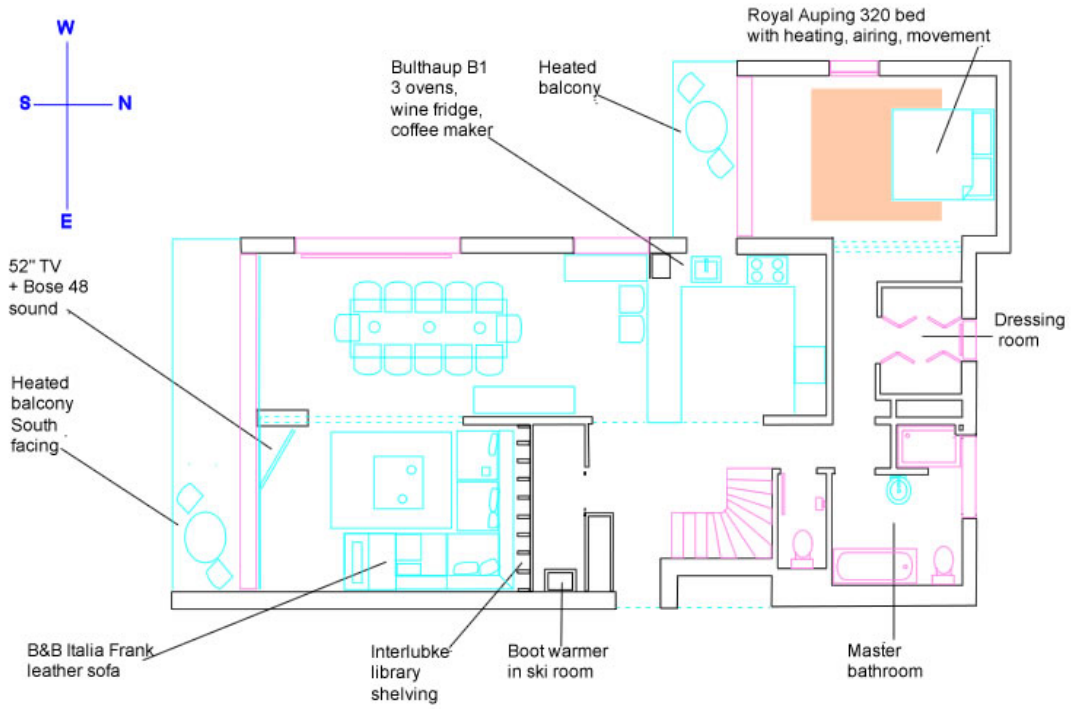 W
S
N
E
Royal Auping 320 bed
with heating, airing, movement
Bulthaup B1
3 ovens,
wine fridge,
coffee maker
Heated
balcony
52" TV
+ Bose 48
sound
Dressing
room
Heated
balcony
South
facing
B&B Italia Frank
leather sofa
Interlubke
library
shelving
Boot warmer
in ski room
Master
bathroom